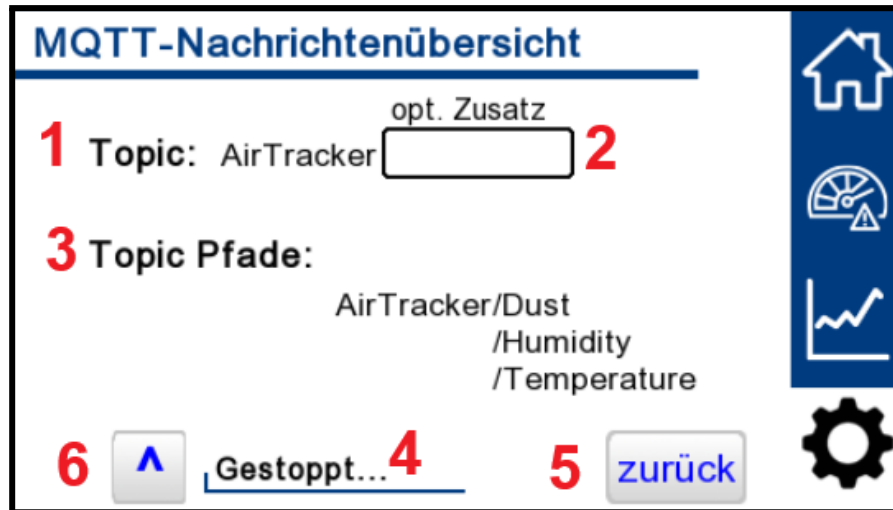 MQTT-Nachrichtenübersicht
opt. Zusatz
1 Topic: AirTracker 2
3 Topic Pfade:
AirTracker/Dust
/Humidity
/Temperature
6 ^ Gestoppt...4 5 zurück